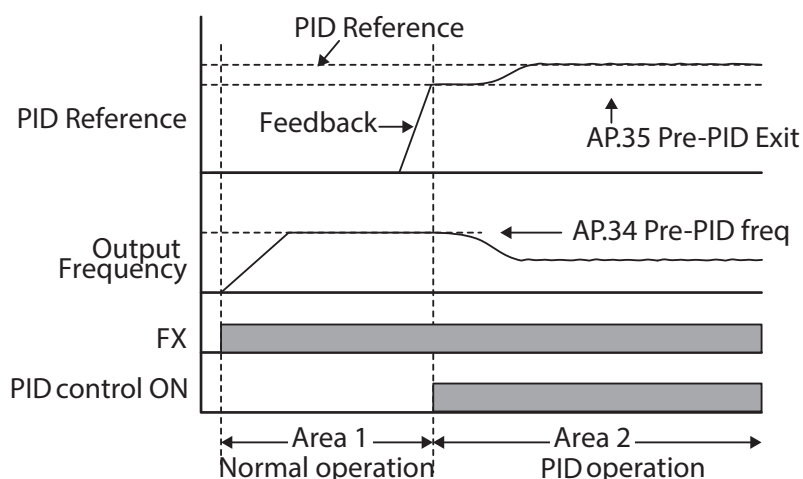 PID Reference
PID Reference
Feedback
AP.35 Pre-PID Exit
AP.34 Pre-PID freq
Output
Frequency
FX
PID control ON
Area 1
Area 2
Normal operation
PID operation